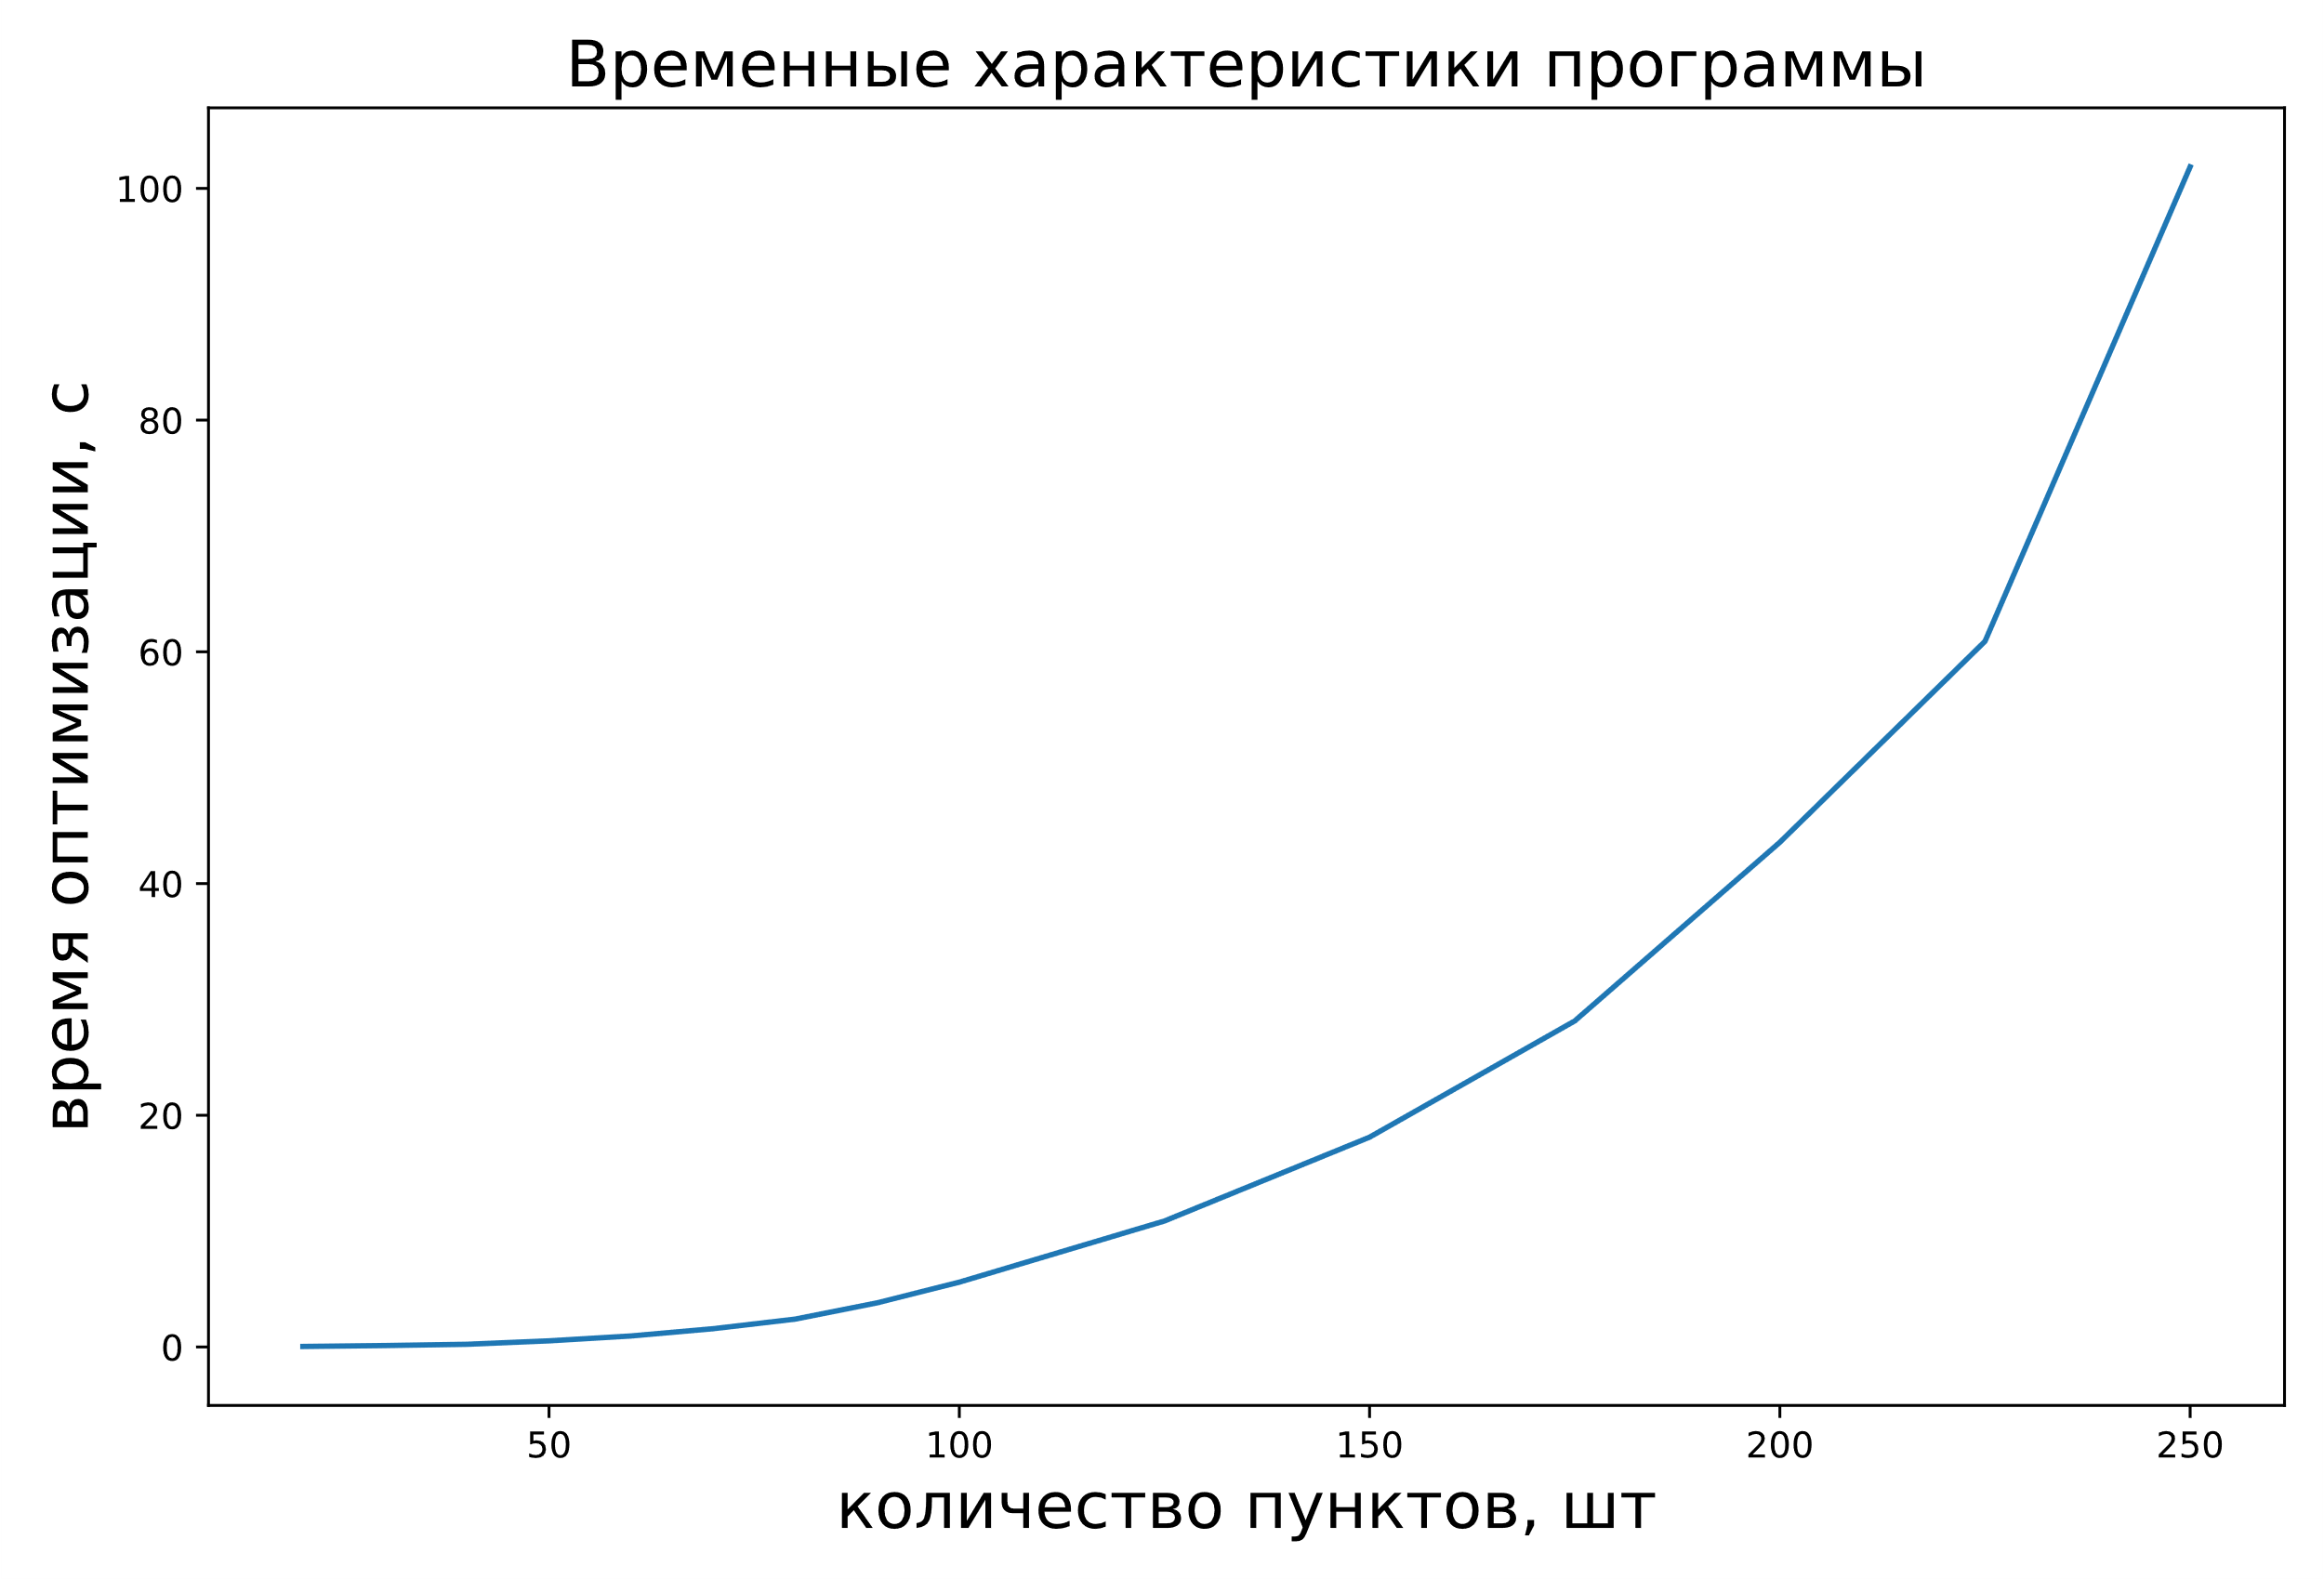 Временные характеристики программы
время оптимизации, с
100
80
60
40
20
0
50 100 150 200 250
количество пунктов, шт